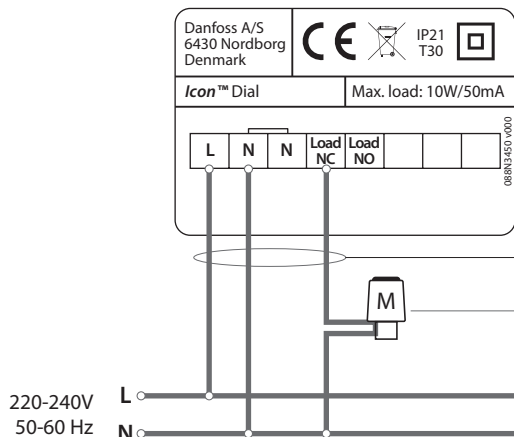 Danfoss A/S
6430 Nordborg
Denmark
CE
IP21
T30
Icon™ Dial
Max. load: 10W/50mA
L N N Load NC Load NO
088N3450 v000
M
220-240V
50-60 Hz
L
N